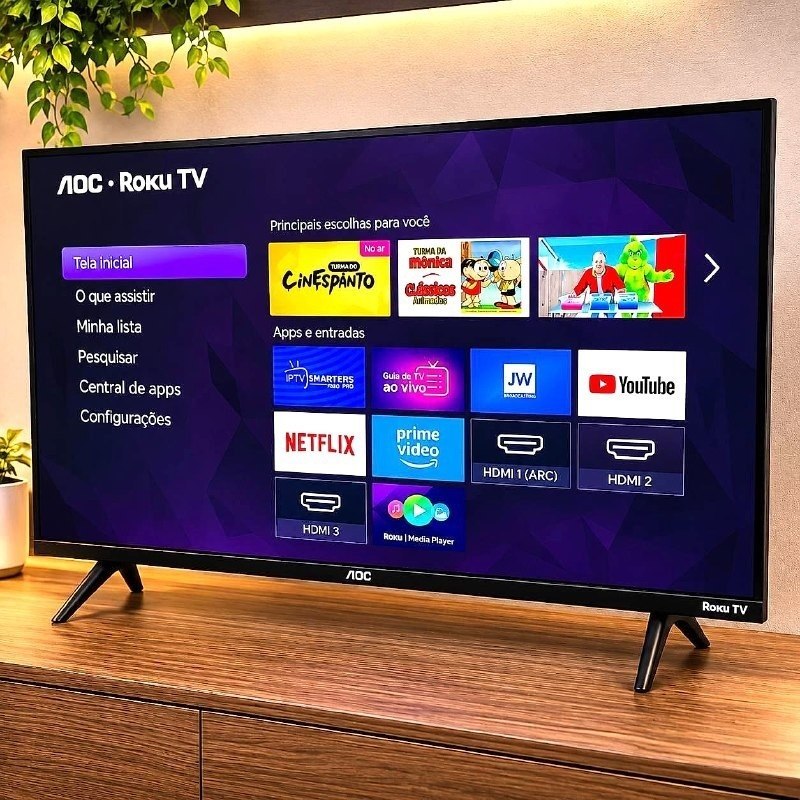 AOC • Roku TV
Tela inicial
O que assistir
Minha lista
Pesquisar
Central de apps
Configurações
Principais escolhas para você
No ar
TURMA DO
CINESPANTO
TURMA DA
mônica
CLÁSSICOS
Animados
Apps e entradas
IPTV SMARTERS
PRO
Guia de TV
ao vivo
JW
BROADCASTING
YouTube
NETFLIX
prime
video
HDMI 1 (ARC)
HDMI 2
HDMI 3
Roku | Media Player
AOC
Roku TV